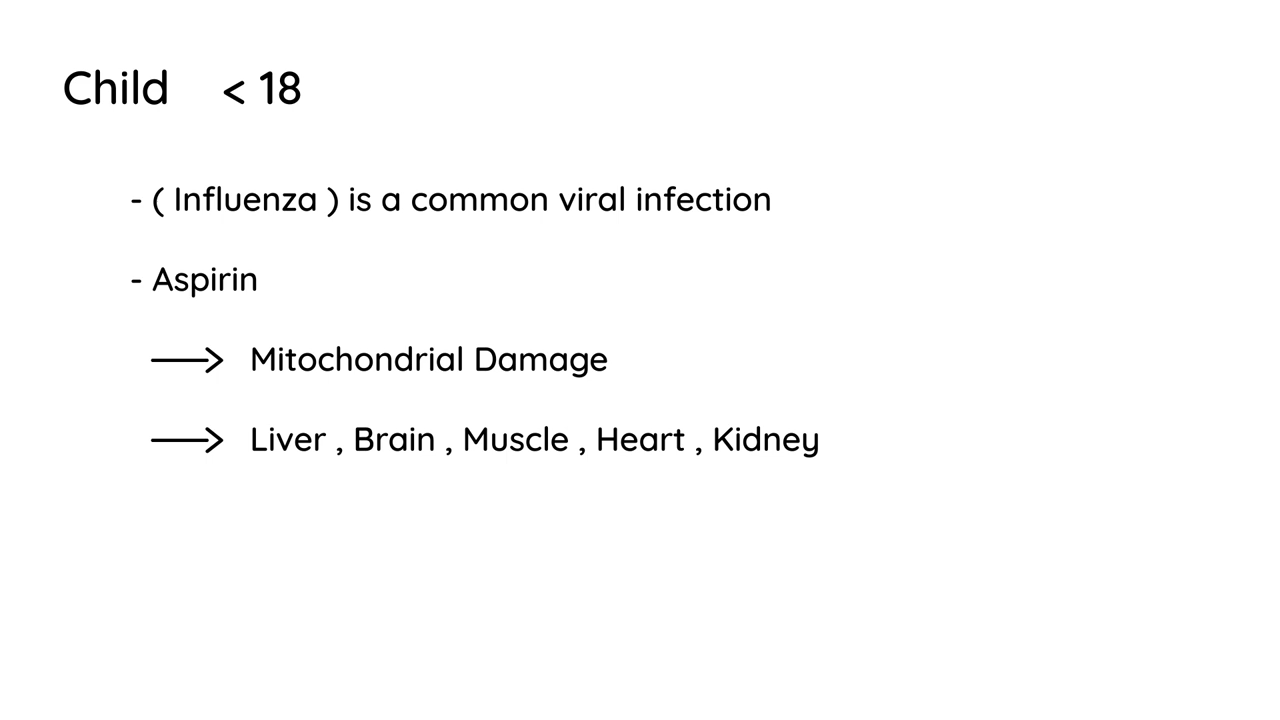 Child < 18
- ( Influenza ) is a common viral infection
- Aspirin
→ Mitochondrial Damage
→ Liver , Brain , Muscle , Heart , Kidney